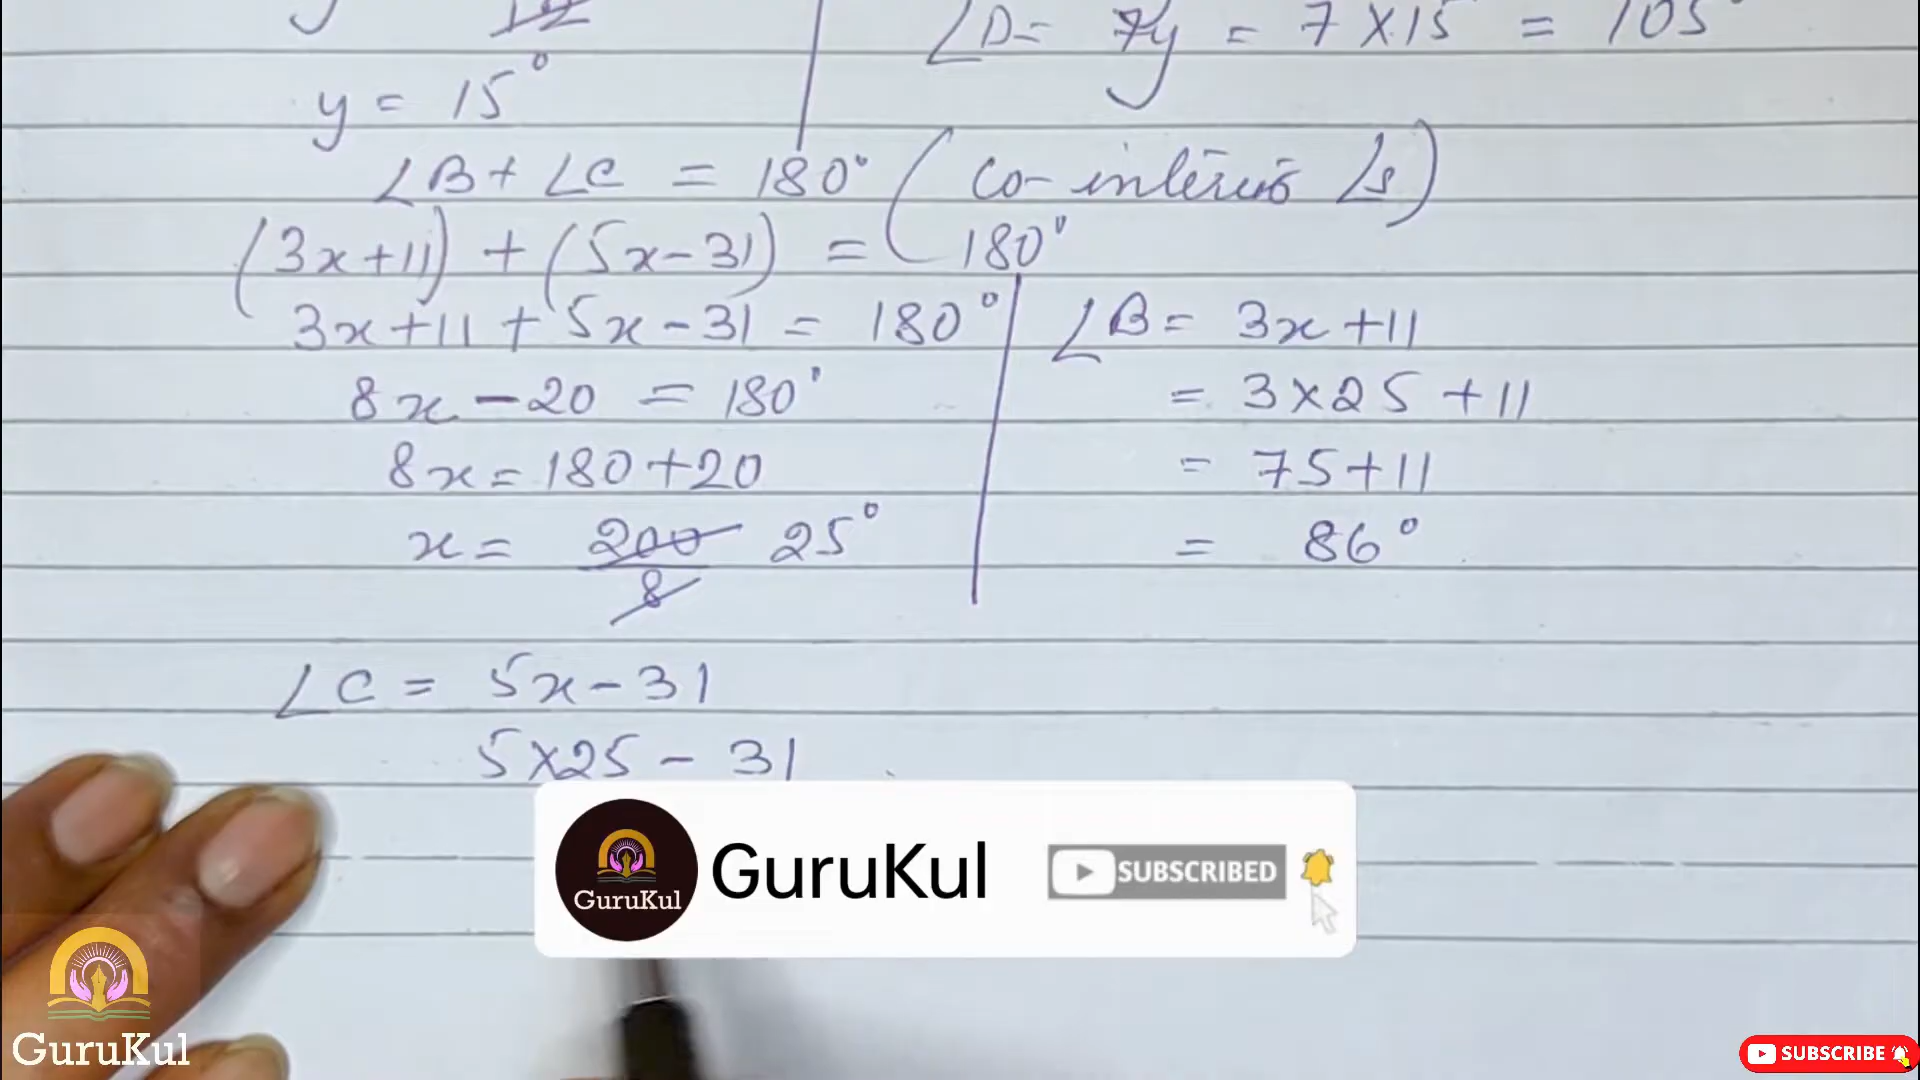 y = 15°
∠D = 7y = 7 × 15 = 105°
∠B + ∠C = 180° (Co-interior ∠s)
(3x+11) + (5x-31) = 180°
3x+11 + 5x-31 = 180°
8x - 20 = 180°
8x = 180+20
x = 200/8 25°
∠B = 3x+11
= 3×25 +11
= 75+11
= 86°
∠C = 5x-31
5×25 - 31
GuruKul
GuruKul
SUBSCRIBED
GuruKul
SUBSCRIBE